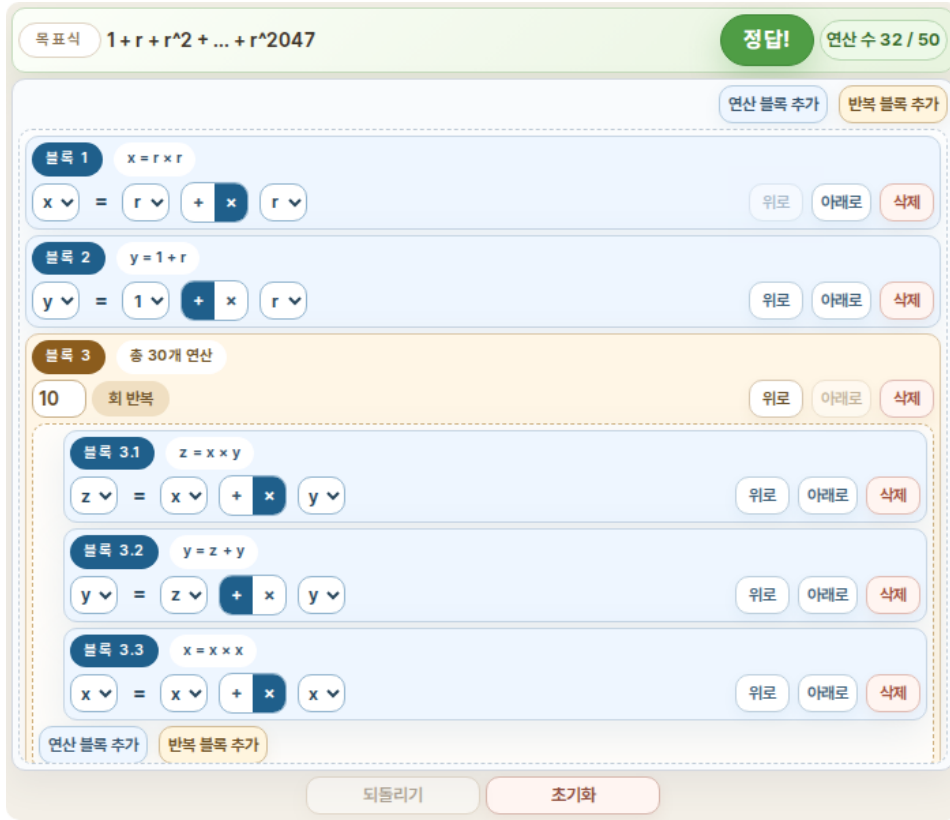 목표식 1 + r + r^2 + ... + r^2047 정답! 연산 수 32 / 50
연산 블록 추가 반복 블록 추가
블록 1 x = r × r
x = r + × r 위로 아래로 삭제
블록 2 y = 1 + r
y = 1 + × r 위로 아래로 삭제
블록 3 총 30개 연산
10 회 반복 위로 아래로 삭제
블록 3.1 z = x × y
z = x + × y 위로 아래로 삭제
블록 3.2 y = z + y
y = z + × y 위로 아래로 삭제
블록 3.3 x = x × x
x = x + × x 위로 아래로 삭제
연산 블록 추가 반복 블록 추가
되돌리기 초기화